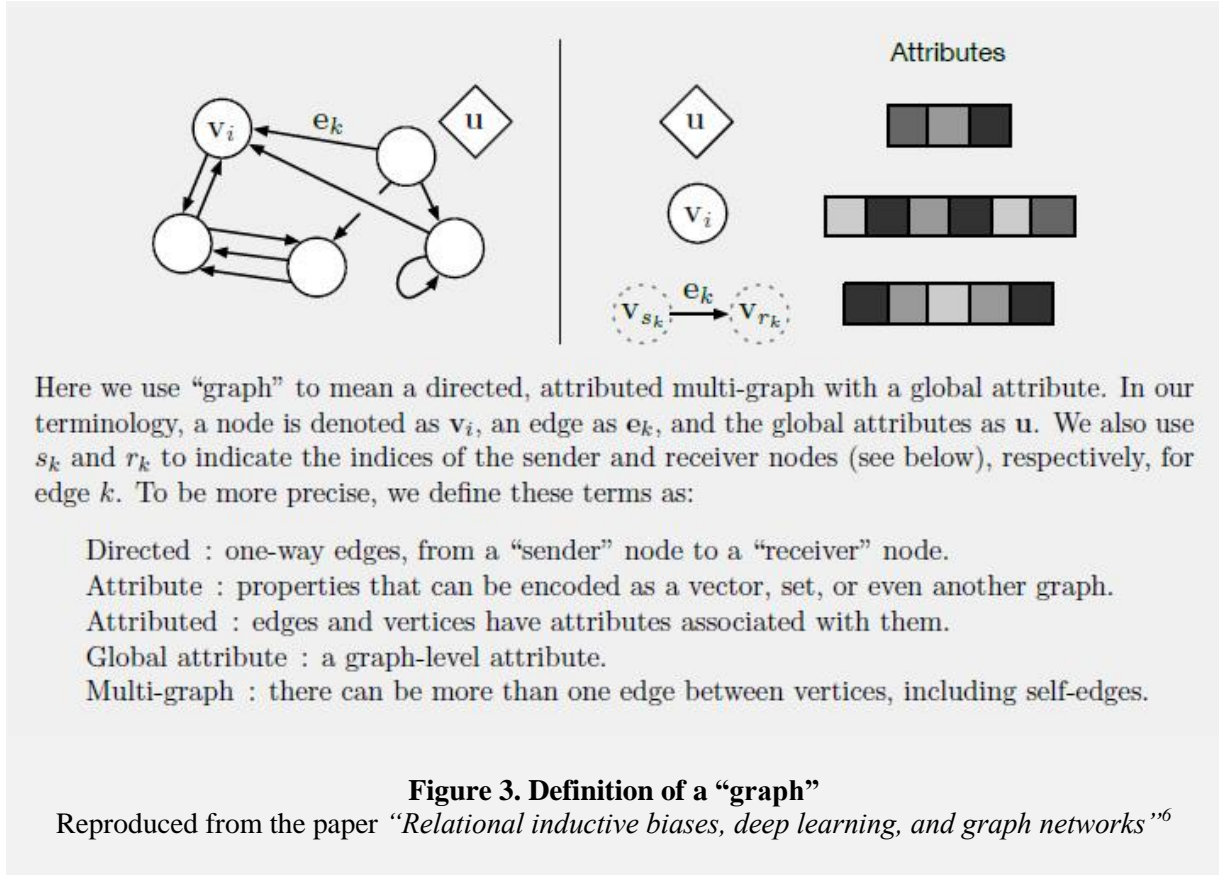 Attributes
v_i
e_k
u
u
v_i
e_k
v_{s_k} v_{r_k}
Here we use “graph” to mean a directed, attributed multi-graph with a global attribute. In our
terminology, a node is denoted as v_i, an edge as e_k, and the global attributes as u. We also use
s_k and r_k to indicate the indices of the sender and receiver nodes (see below), respectively, for
edge k. To be more precise, we define these terms as:
Directed : one-way edges, from a “sender” node to a “receiver” node.
Attribute : properties that can be encoded as a vector, set, or even another graph.
Attributed : edges and vertices have attributes associated with them.
Global attribute : a graph-level attribute.
Multi-graph : there can be more than one edge between vertices, including self-edges.
Figure 3. Definition of a “graph”
Reproduced from the paper “Relational inductive biases, deep learning, and graph networks”⁶